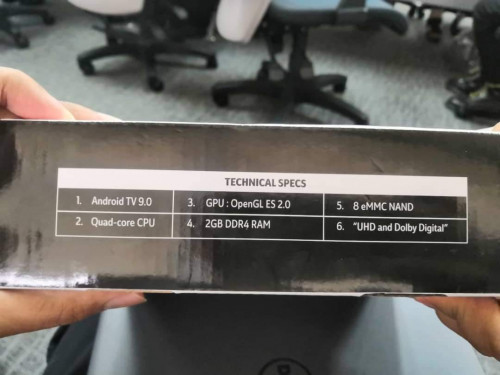 TECHNICAL SPECS
1. Android TV 9.0
2. Quad-core CPU
3. GPU : OpenGL ES 2.0
4. 2GB DDR4 RAM
5. 8 eMMC NAND
6. "UHD and Dolby Digital"